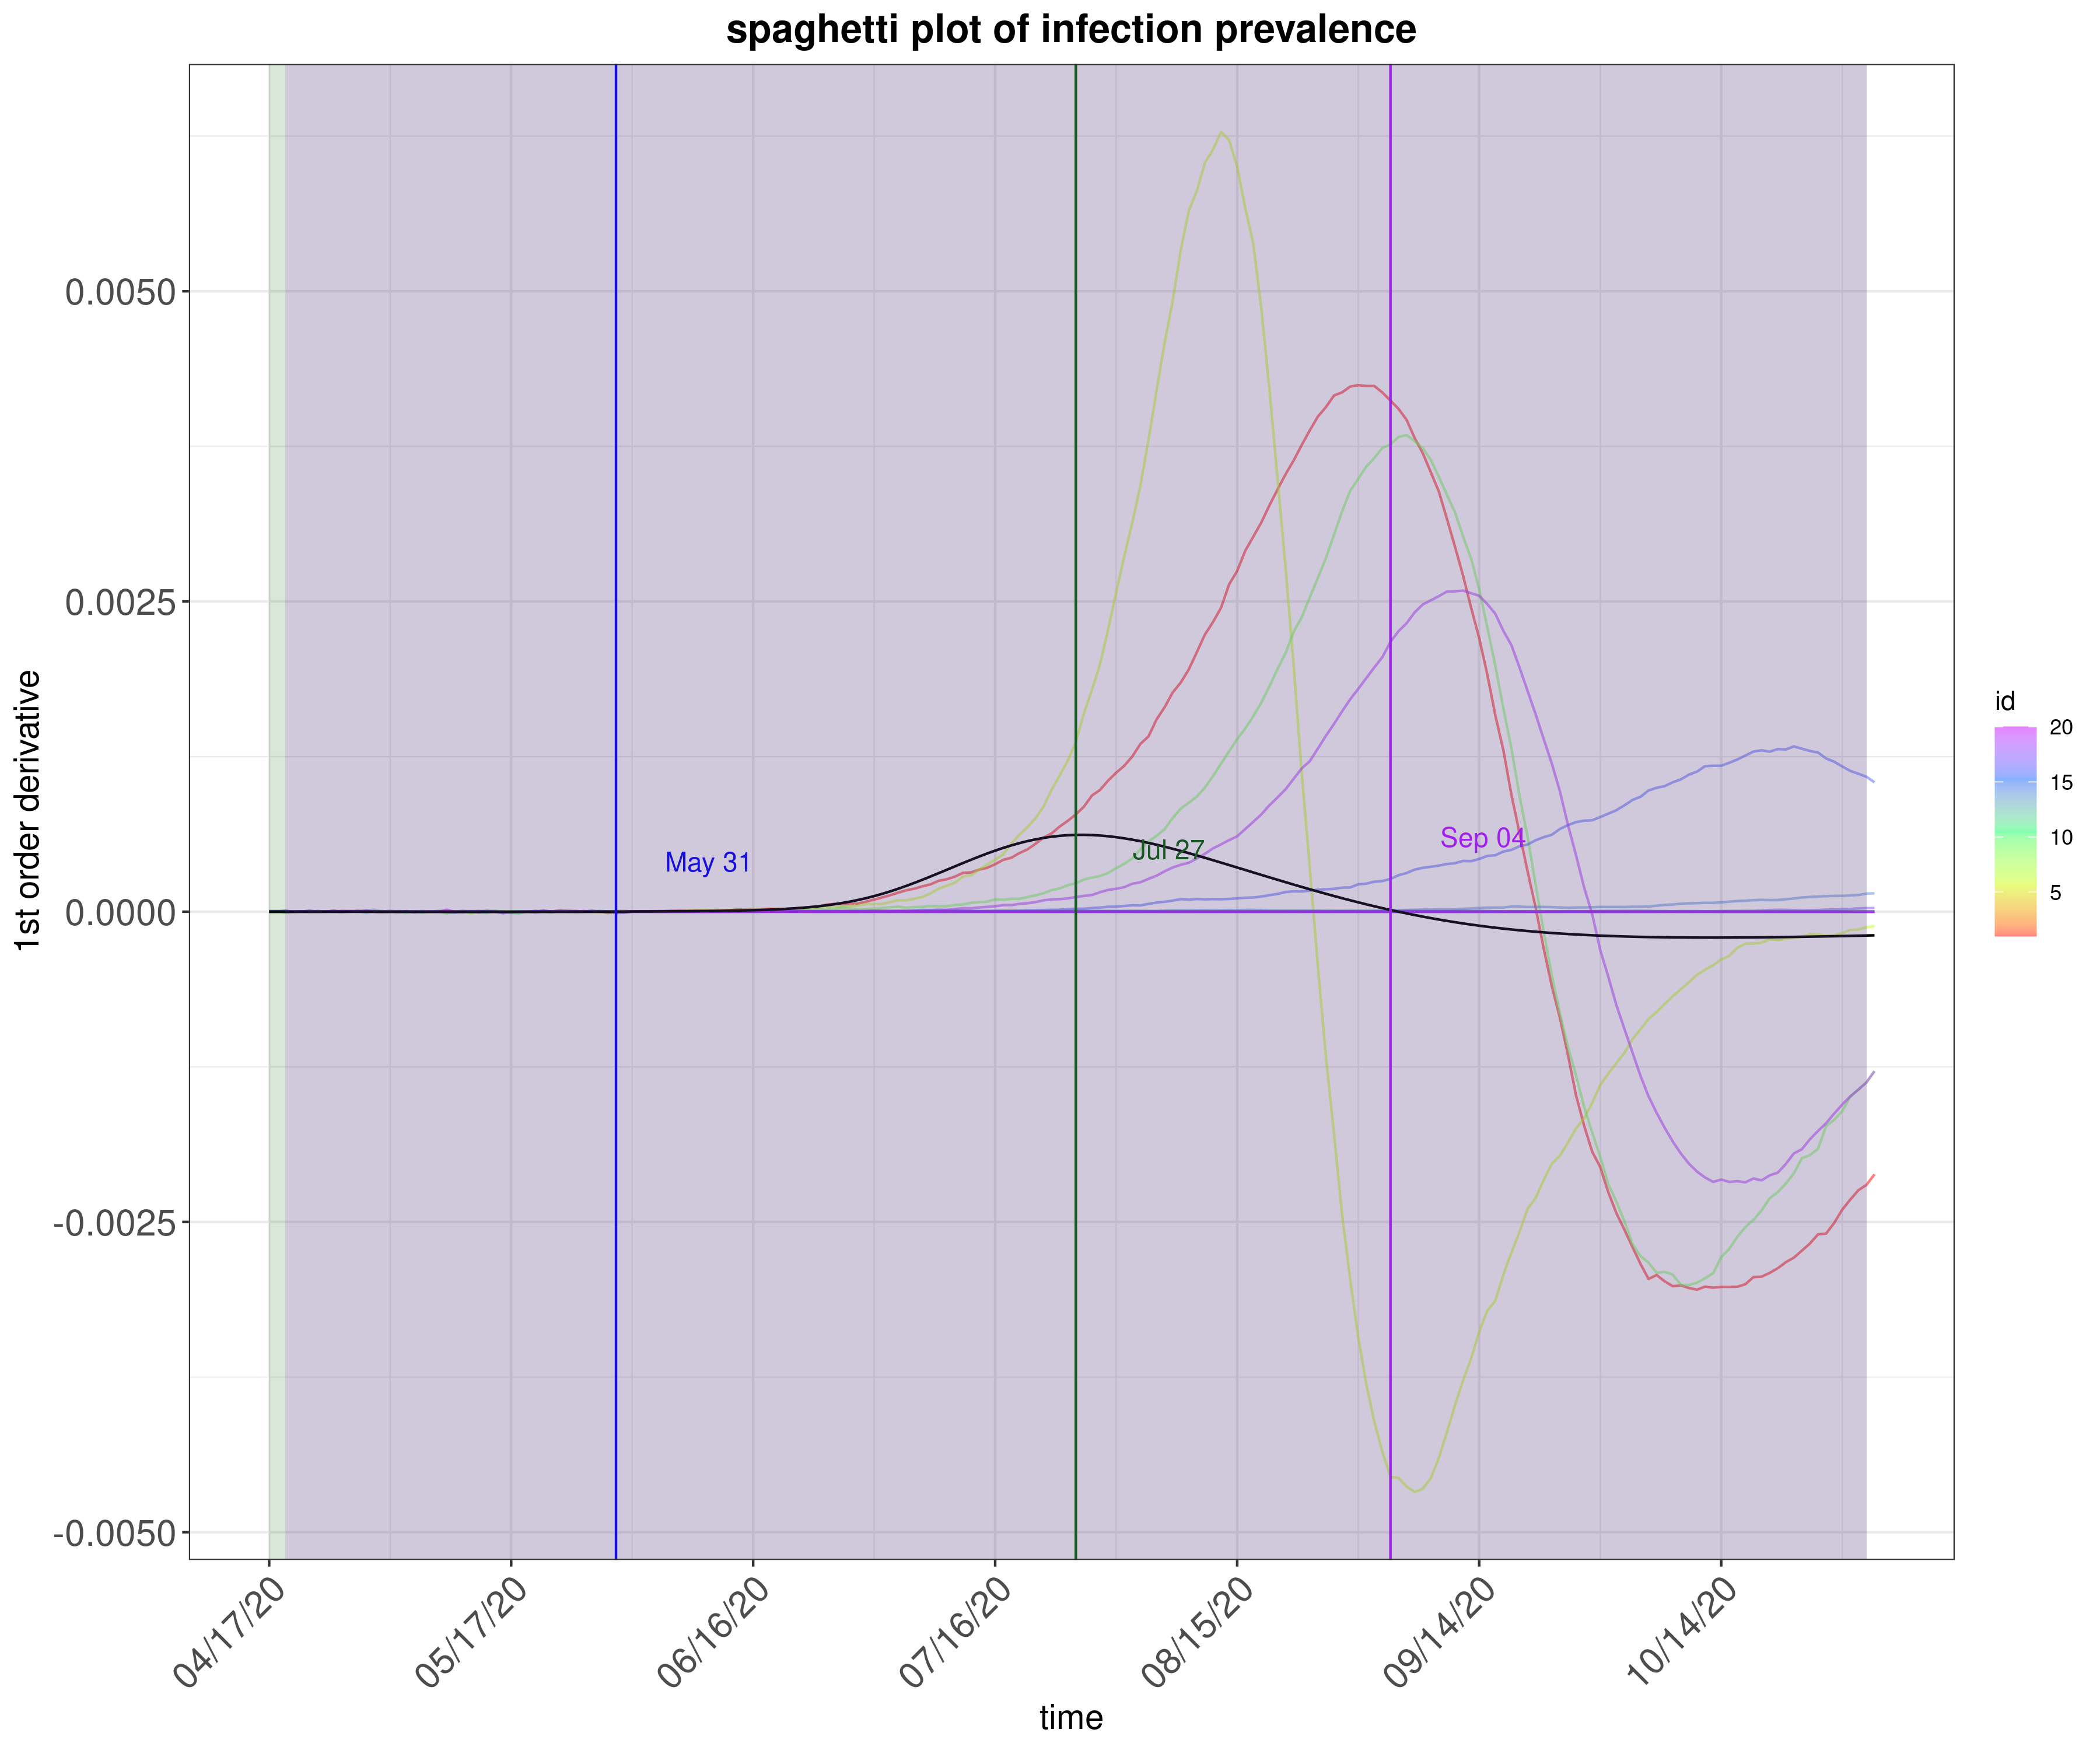 spaghetti plot of infection prevalence
1st order derivative
0.0050
0.0025
0.0000
-0.0025
-0.0050
May 31
Jul 27
Sep 04
04/17/20
05/17/20
06/16/20
07/16/20
08/15/20
09/14/20
10/14/20
time
id
20
15
10
5